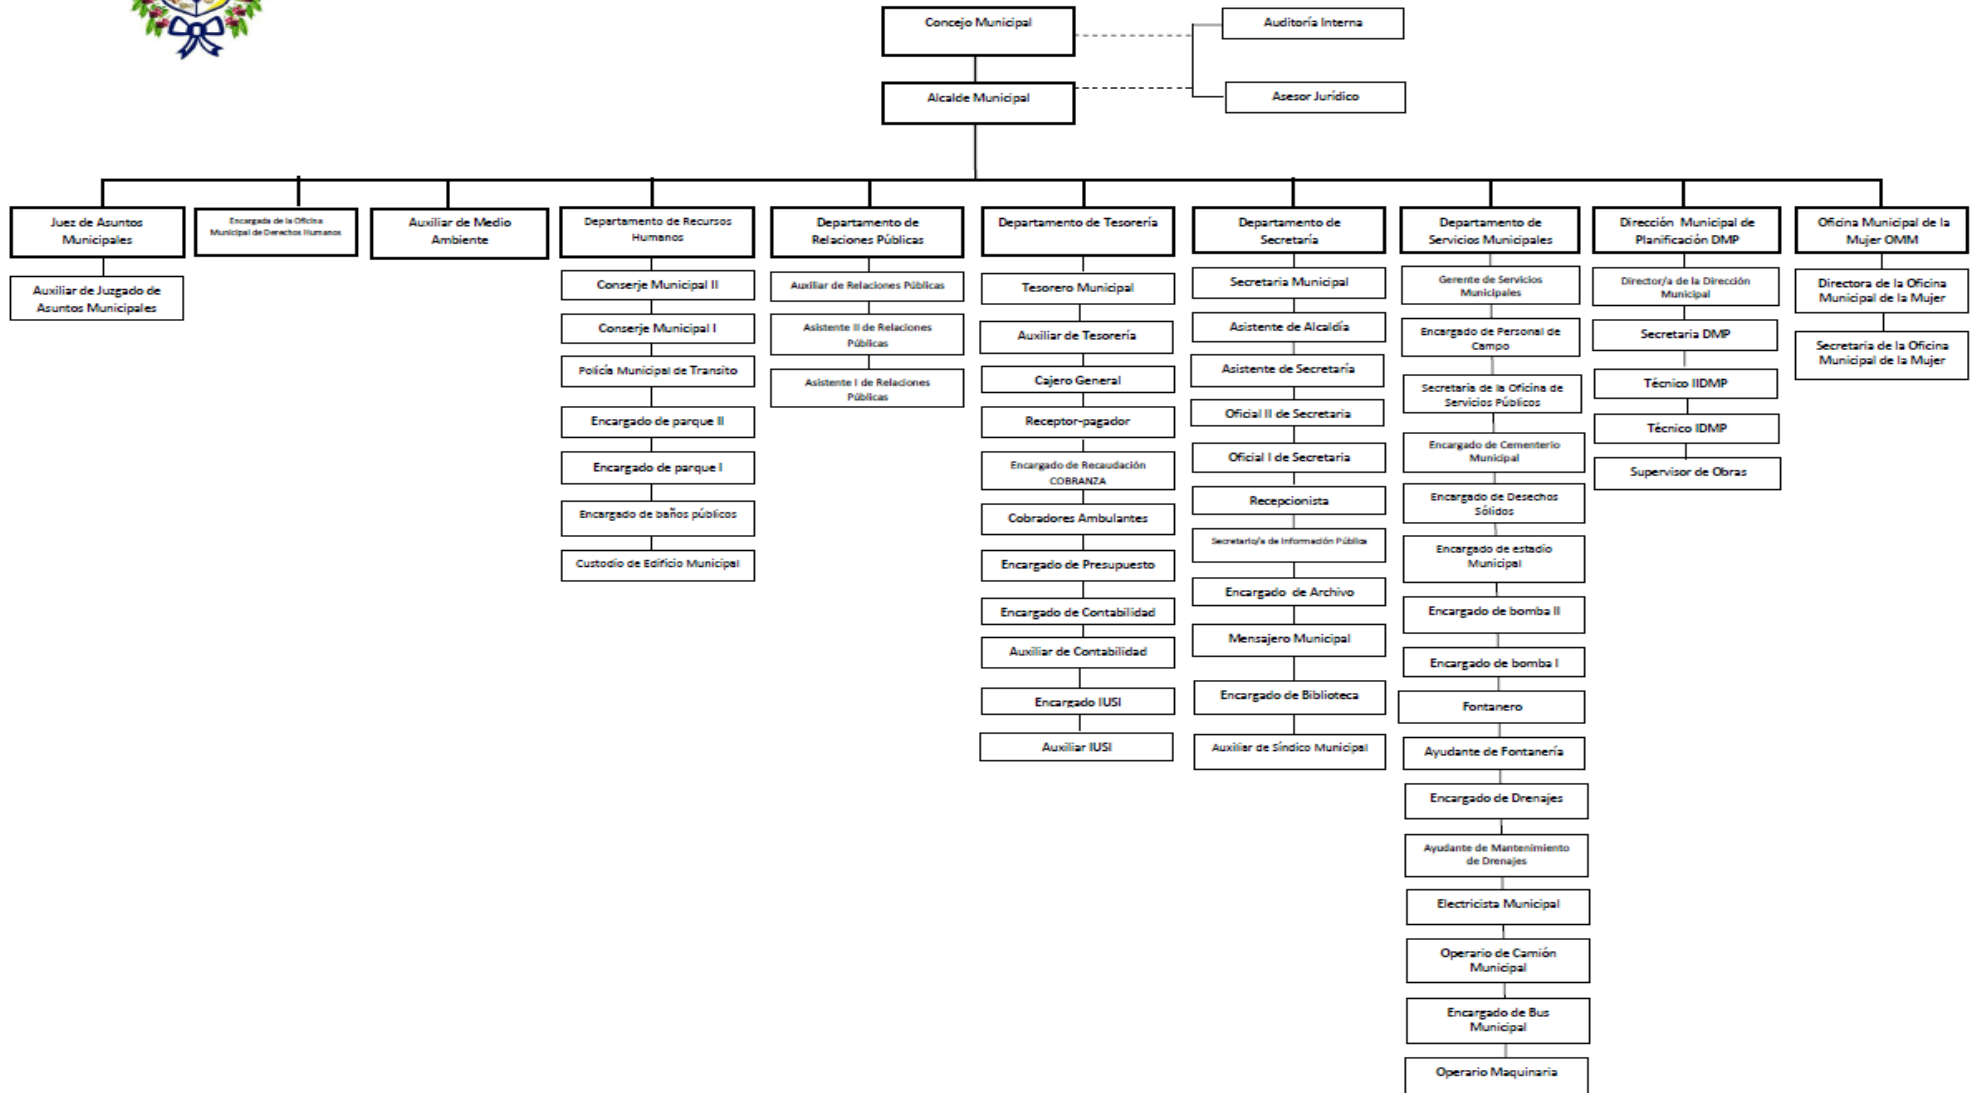 Concejo Municipal
Auditoría Interna
Alcalde Municipal
Asesor Jurídico
Juez de Asuntos
Municipales
Auxiliar de Juzgado de
Asuntos Municipales
Encargada de la Oficina
Municipal de Derechos Humanos
Auxiliar de Medio
Ambiente
Departamento de Recursos
Humanos
Conserje Municipal II
Conserje Municipal I
Policía Municipal de Transito
Encargado de parque II
Encargado de parque I
Encargado de baños públicos
Custodio de Edificio Municipal
Departamento de
Relaciones Públicas
Auxiliar de Relaciones Públicas
Asistente II de Relaciones
Públicas
Asistente I de Relaciones
Públicas
Departamento de Tesorería
Tesorero Municipal
Auxiliar de Tesorería
Cajero General
Receptor-pagador
Encargado de Recaudación
COBRANZA
Cobradores Ambulantes
Encargado de Presupuesto
Encargado de Contabilidad
Auxiliar de Contabilidad
Encargado IUSI
Auxiliar IUSI
Departamento de
Secretaría
Secretaria Municipal
Asistente de Alcaldía
Asistente de Secretaría
Oficial II de Secretaria
Oficial I de Secretaria
Recepcionista
Secretario/a de Información Pública
Encargado de Archivo
Mensajero Municipal
Encargado de Biblioteca
Auxiliar de Síndico Municipal
Departamento de
Servicios Municipales
Gerente de Servicios
Municipales
Encargado de Personal de
Campo
Secretaria de la Oficina de
Servicios Públicos
Encargado de Cementerio
Municipal
Encargado de Desechos
Sólidos
Encargado de estadio
Municipal
Encargado de bomba II
Encargado de bomba I
Fontanero
Ayudante de Fontanería
Encargado de Drenajes
Ayudante de Mantenimiento
de Drenajes
Electricista Municipal
Operario de Camión
Municipal
Encargado de Bus
Municipal
Operario Maquinaria
Dirección Municipal de
Planificación DMP
Director/a de la Dirección
Municipal
Secretaria DMP
Técnico IIDMP
Técnico IDMP
Supervisor de Obras
Oficina Municipal de la
Mujer OMM
Directora de la Oficina
Municipal de la Mujer
Secretaria de la Oficina
Municipal de la Mujer